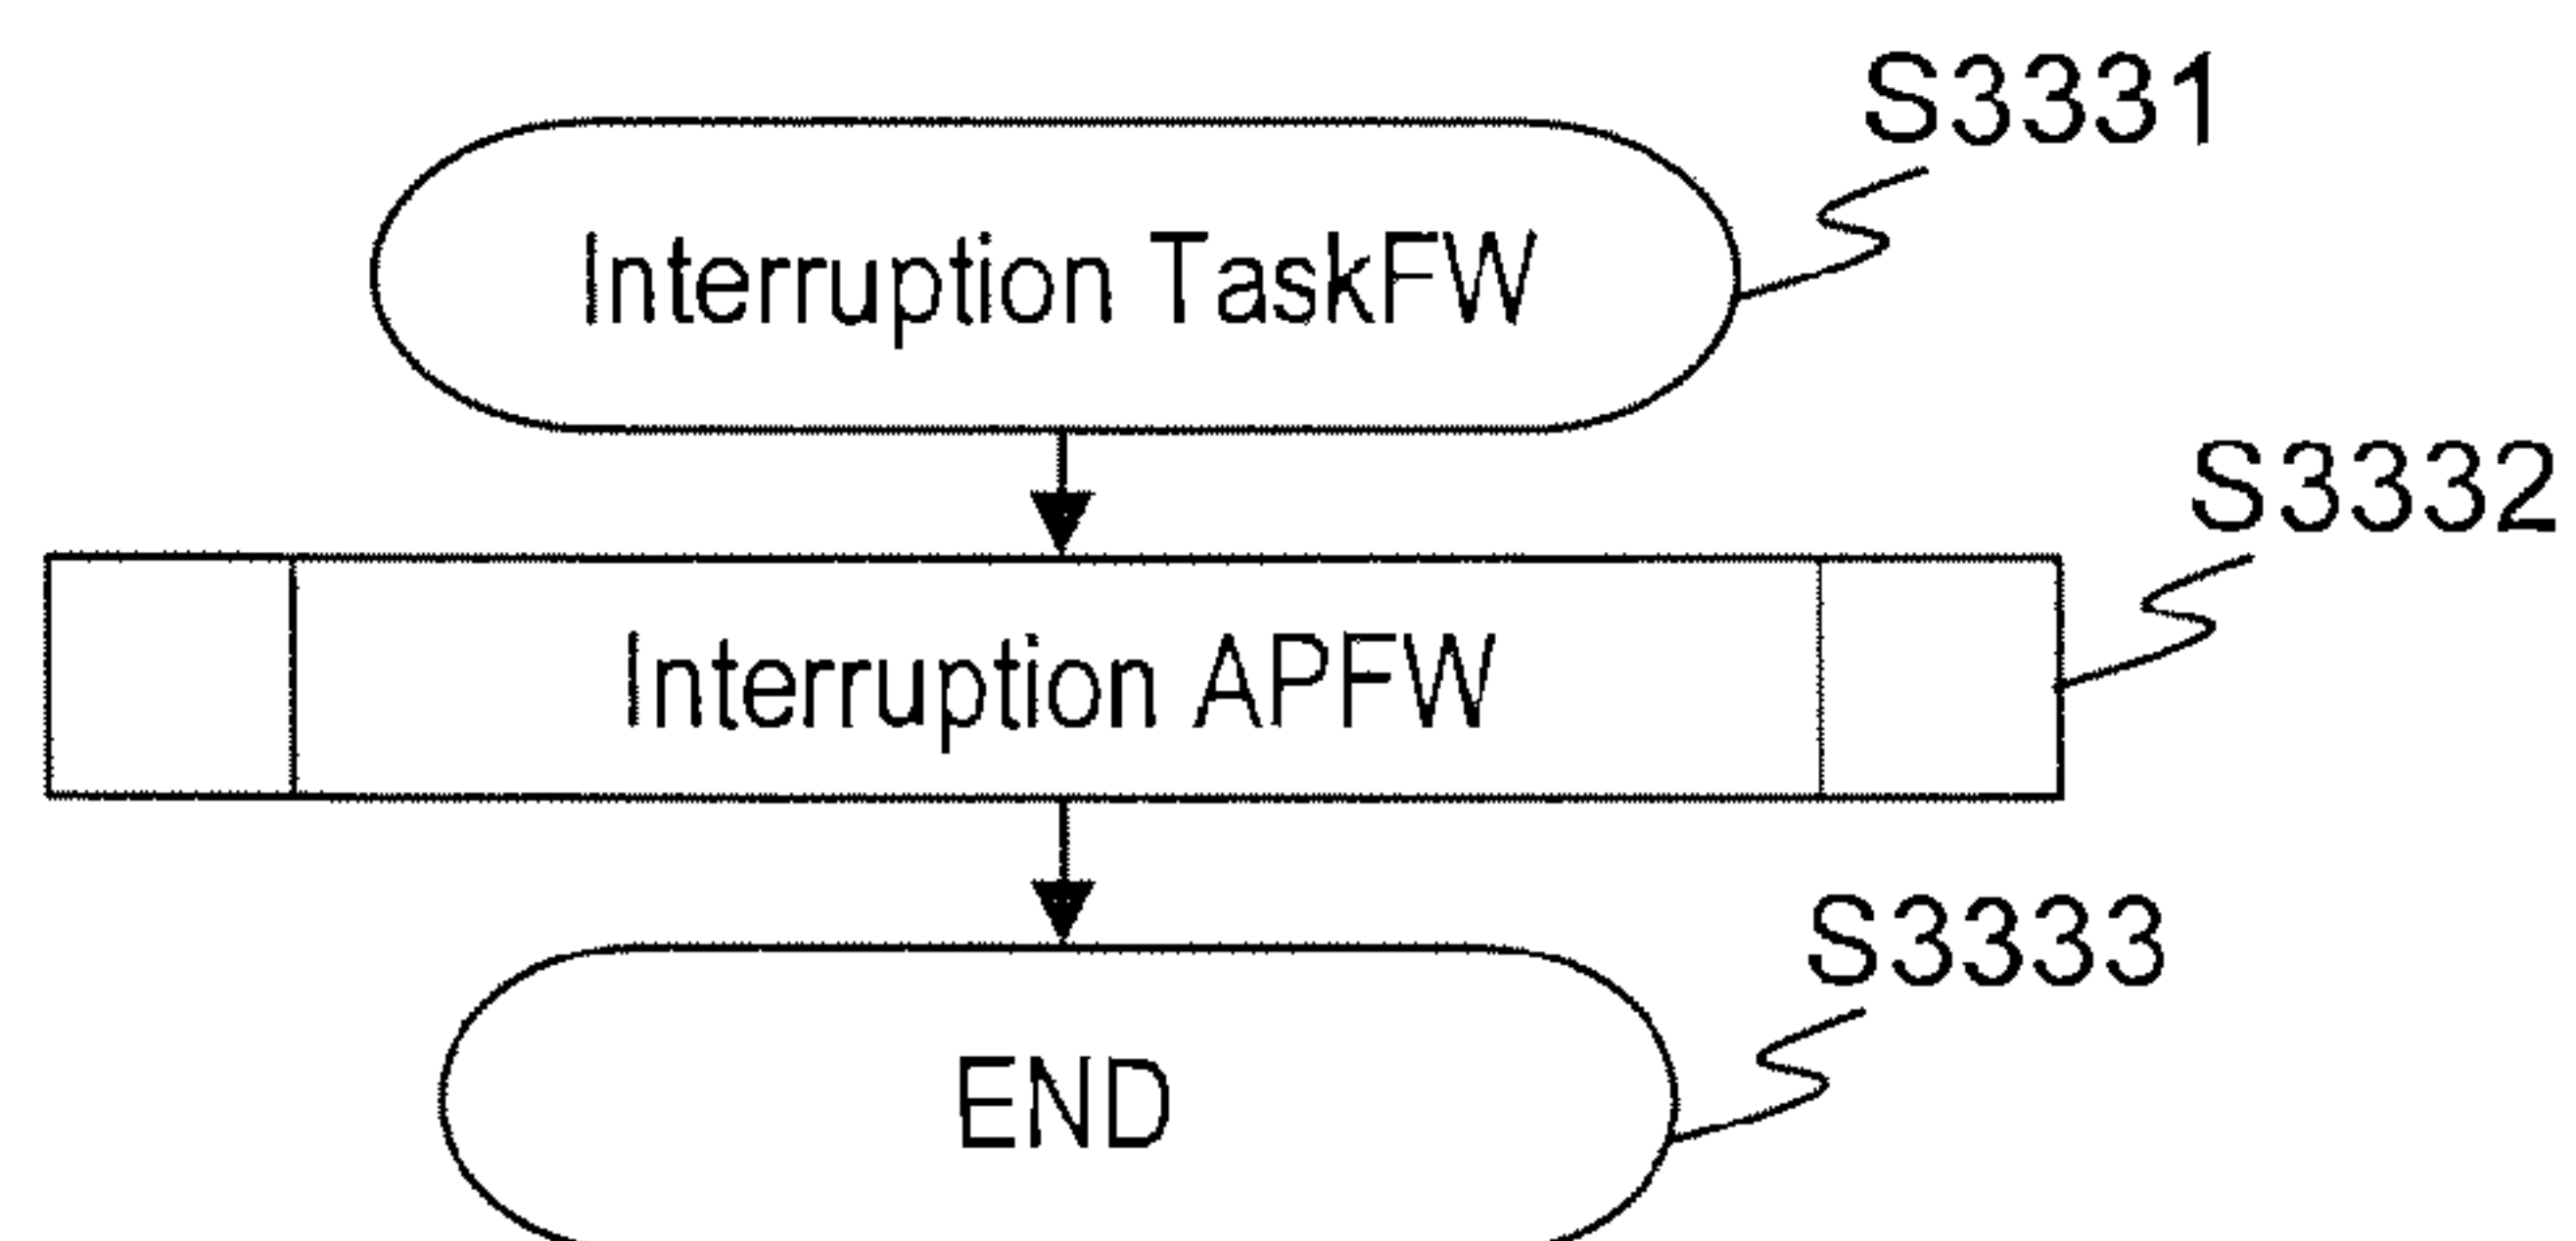 S3331
Interruption TaskFW
S3332
Interruption APFW
S3333
END